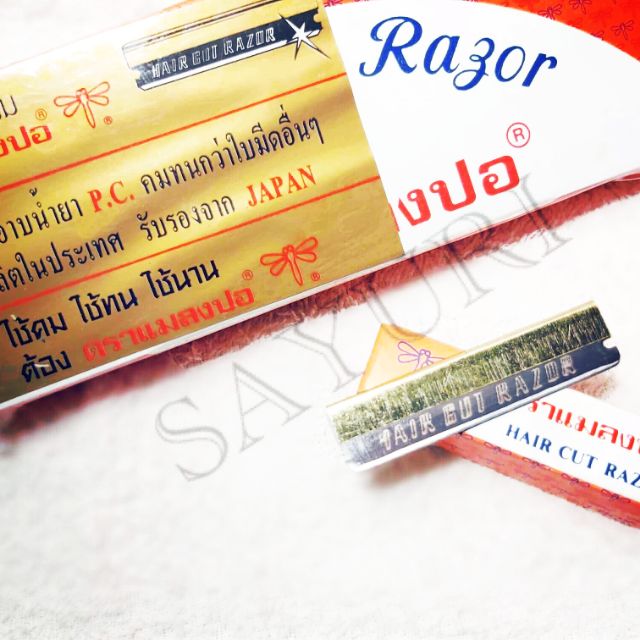 HAIR CUT RAZOR
Razor
ม
งปอ®
®
าบน้ำยา P.C. คมทนกว่าใบมีดอื่นๆ
ลิตในประเทศ รับรองจาก JAPAN
ใช้คม ใช้ทน ใช้นาน
ต้อง ตราแมลงปอ®
ลงปอ®
SAYURI
HAIR CUT RAZOR
ราแมลง
HAIR CUT RAZ